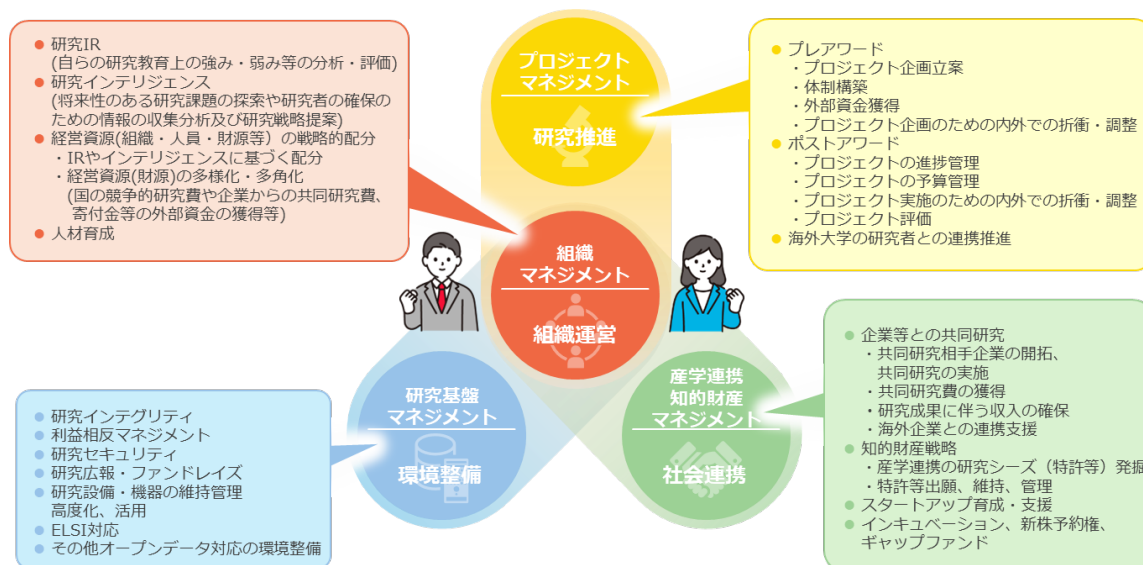 研究IR
(自らの研究教育上の強み・弱み等の分析・評価)
研究インテリジェンス
(将来性のある研究課題の探索や研究者の確保の
ための情報の収集分析及び研究戦略提案)
経営資源(組織・人員・財源等）の戦略的配分
・IRやインテリジェンスに基づく配分
・経営資源(財源)の多様化・多角化
(国の競争的研究費や企業からの共同研究費、
寄付金等の外部資金の獲得等)
人材育成
プロジェクト
マネジメント
研究推進
プレアワード
・プロジェクト企画立案
・体制構築
・外部資金獲得
・プロジェクト企画のための内外での折衝・調整
ポストアワード
・プロジェクトの進捗管理
・プロジェクトの予算管理
・プロジェクト実施のための内外での折衝・調整
・プロジェクト評価
海外大学の研究者との連携推進
組織
マネジメント
組織運営
研究基盤
マネジメント
環境整備
研究インテグリティ
利益相反マネジメント
研究セキュリティ
研究広報・ファンドレイズ
研究設備・機器の維持管理
高度化、活用
ELSI対応
その他オープンデータ対応の環境整備
産学連携
知的財産
マネジメント
社会連携
企業等との共同研究
・共同研究相手企業の開拓、
共同研究の実施
・共同研究費の獲得
・研究成果に伴う収入の確保
・海外企業との連携支援
知的財産戦略
・産学連携の研究シーズ（特許等）発掘
・特許等出願、維持、管理
スタートアップ育成・支援
インキュベーション、新株予約権、
ギャップファンド